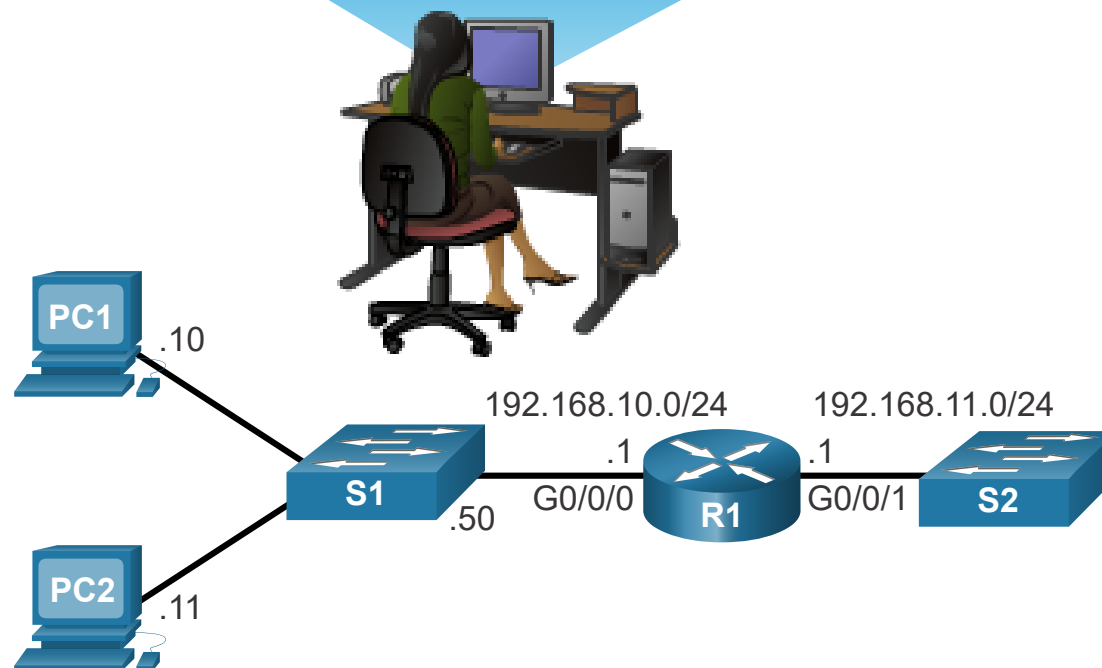 PC1
.10
192.168.10.0/24
192.168.11.0/24
.1
.1
S1
G0/0/0
R1
G0/0/1
S2
.50
PC2
.11